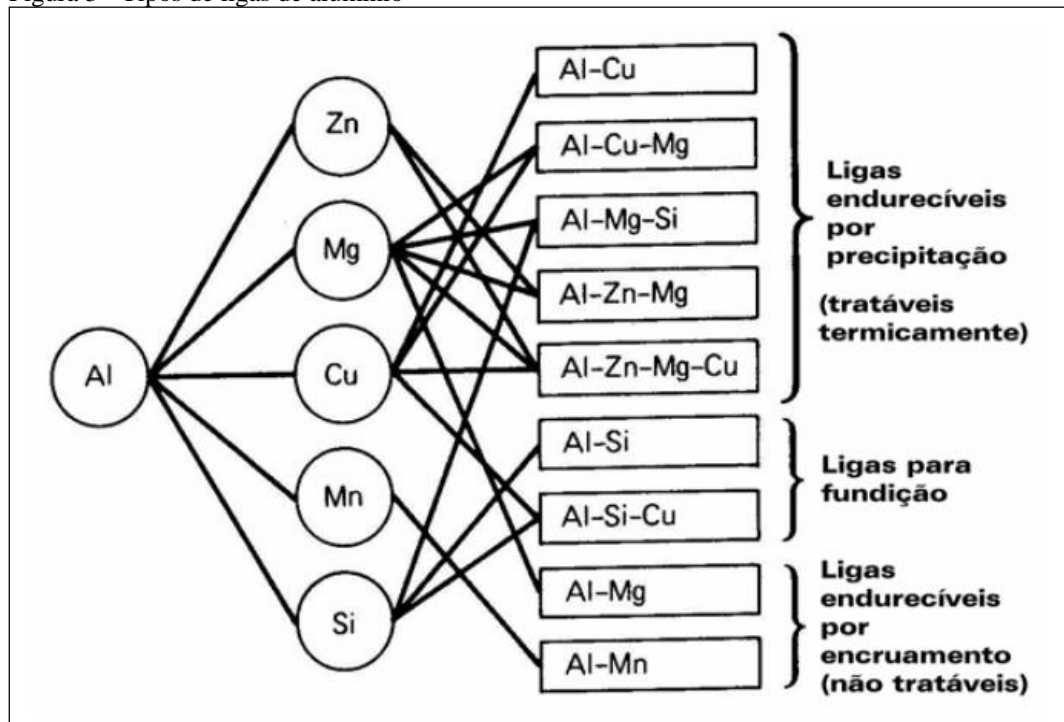 Figura 3 - Tipos de ligas de alumínio
Al
Zn
Mg
Cu
Mn
Si
Al-Cu
Al-Cu-Mg
Al-Mg-Si
Al-Zn-Mg
Al-Zn-Mg-Cu
Al-Si
Al-Si-Cu
Al-Mg
Al-Mn
Ligas
endurecíveis
por
precipitação
(tratáveis
termicamente)
Ligas para
fundição
Ligas
endurecíveis
por
encruamento
(não tratáveis)